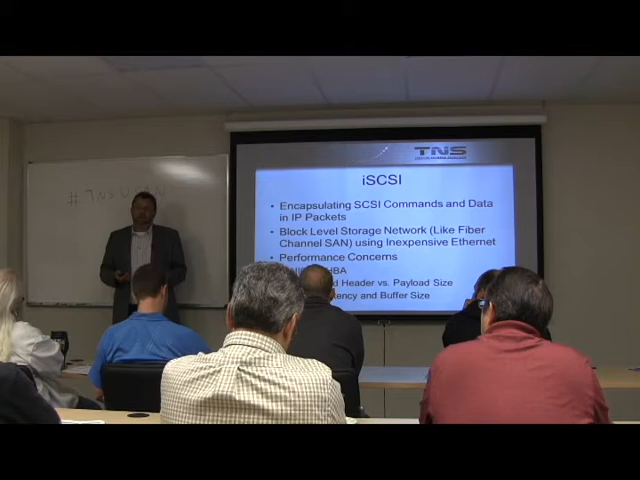 TNS
iSCSI
• Encapsulating SCSI Commands and Data
in IP Packets
• Block Level Storage Network (Like Fiber
Channel SAN) using Inexpensive Ethernet
• Performance Concerns
HBA
Header vs. Payload Size
and Buffer Size